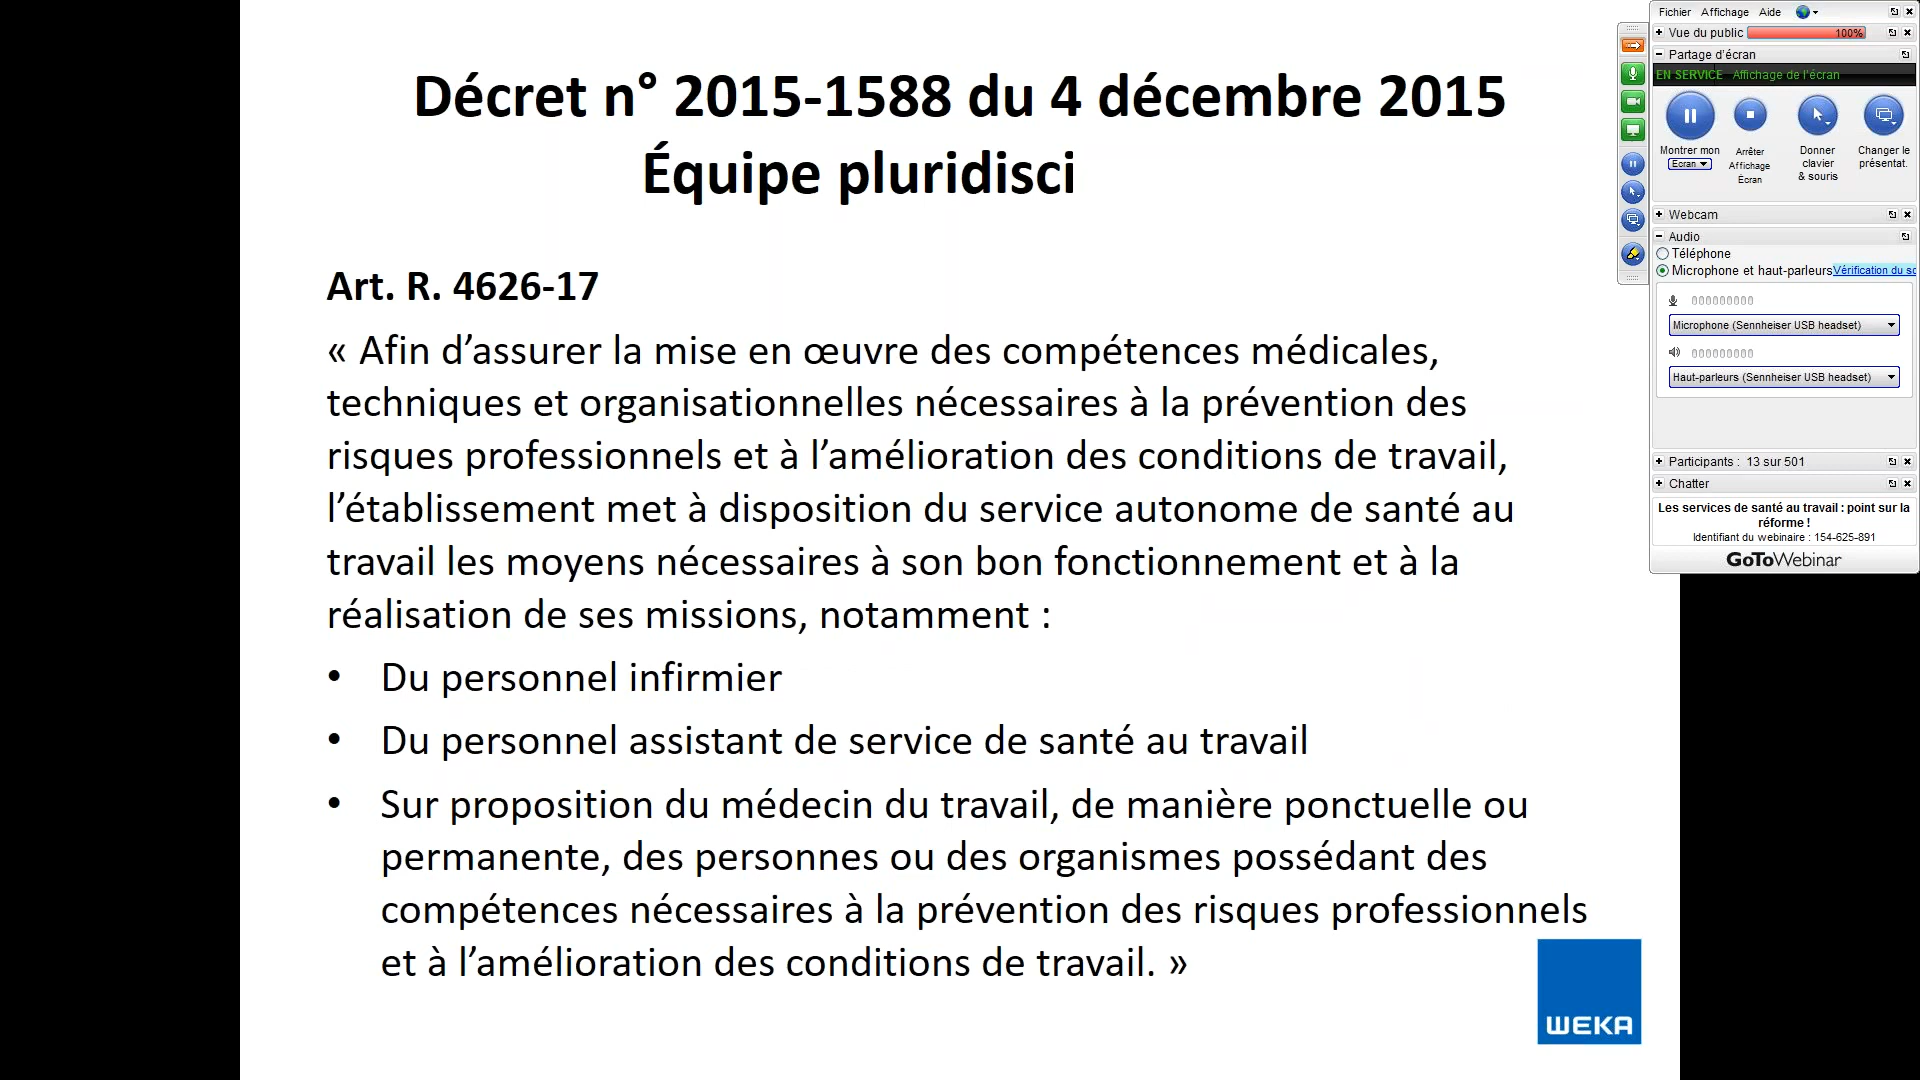 Décret n° 2015-1588 du 4 décembre 2015
Équipe pluridisci
Art. R. 4626-17
« Afin d’assurer la mise en œuvre des compétences médicales,
techniques et organisationnelles nécessaires à la prévention des
risques professionnels et à l’amélioration des conditions de travail,
l’établissement met à disposition du service autonome de santé au
travail les moyens nécessaires à son bon fonctionnement et à la
réalisation de ses missions, notamment :
• Du personnel infirmier
• Du personnel assistant de service de santé au travail
• Sur proposition du médecin du travail, de manière ponctuelle ou
permanente, des personnes ou des organismes possédant des
compétences nécessaires à la prévention des risques professionnels
et à l’amélioration des conditions de travail. »
WEKA
Fichier Affichage Aide
Vue du public 100%
Partage d'écran
EN SERVICE Affichage de l'écran
Montrer mon
Ecran
Arrêter
Affichage
Écran
Donner
clavier
& souris
Changer le
présentat.
Webcam
Audio
Téléphone
Microphone et haut-parleurs Vérification du sc
000000000
Microphone (Sennheiser USB headset)
000000000
Haut-parleurs (Sennheiser USB headset)
Participants : 13 sur 501
Chatter
Les services de santé au travail : point sur la
réforme !
Identifiant du webinaire : 154-625-891
GoToWebinar